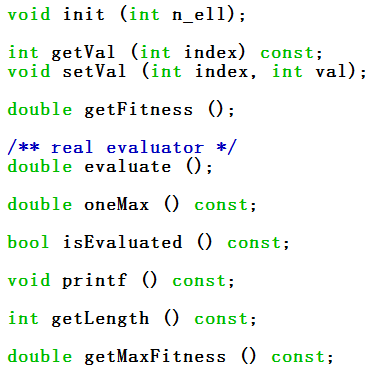 void init (int n_ell);
int getVal (int index) const;
void setVal (int index, int val);
double getFitness ();
/** real evaluator */
double evaluate ();
double oneMax () const;
bool isEvaluated () const;
void printf () const;
int getLength () const;
double getMaxFitness () const;